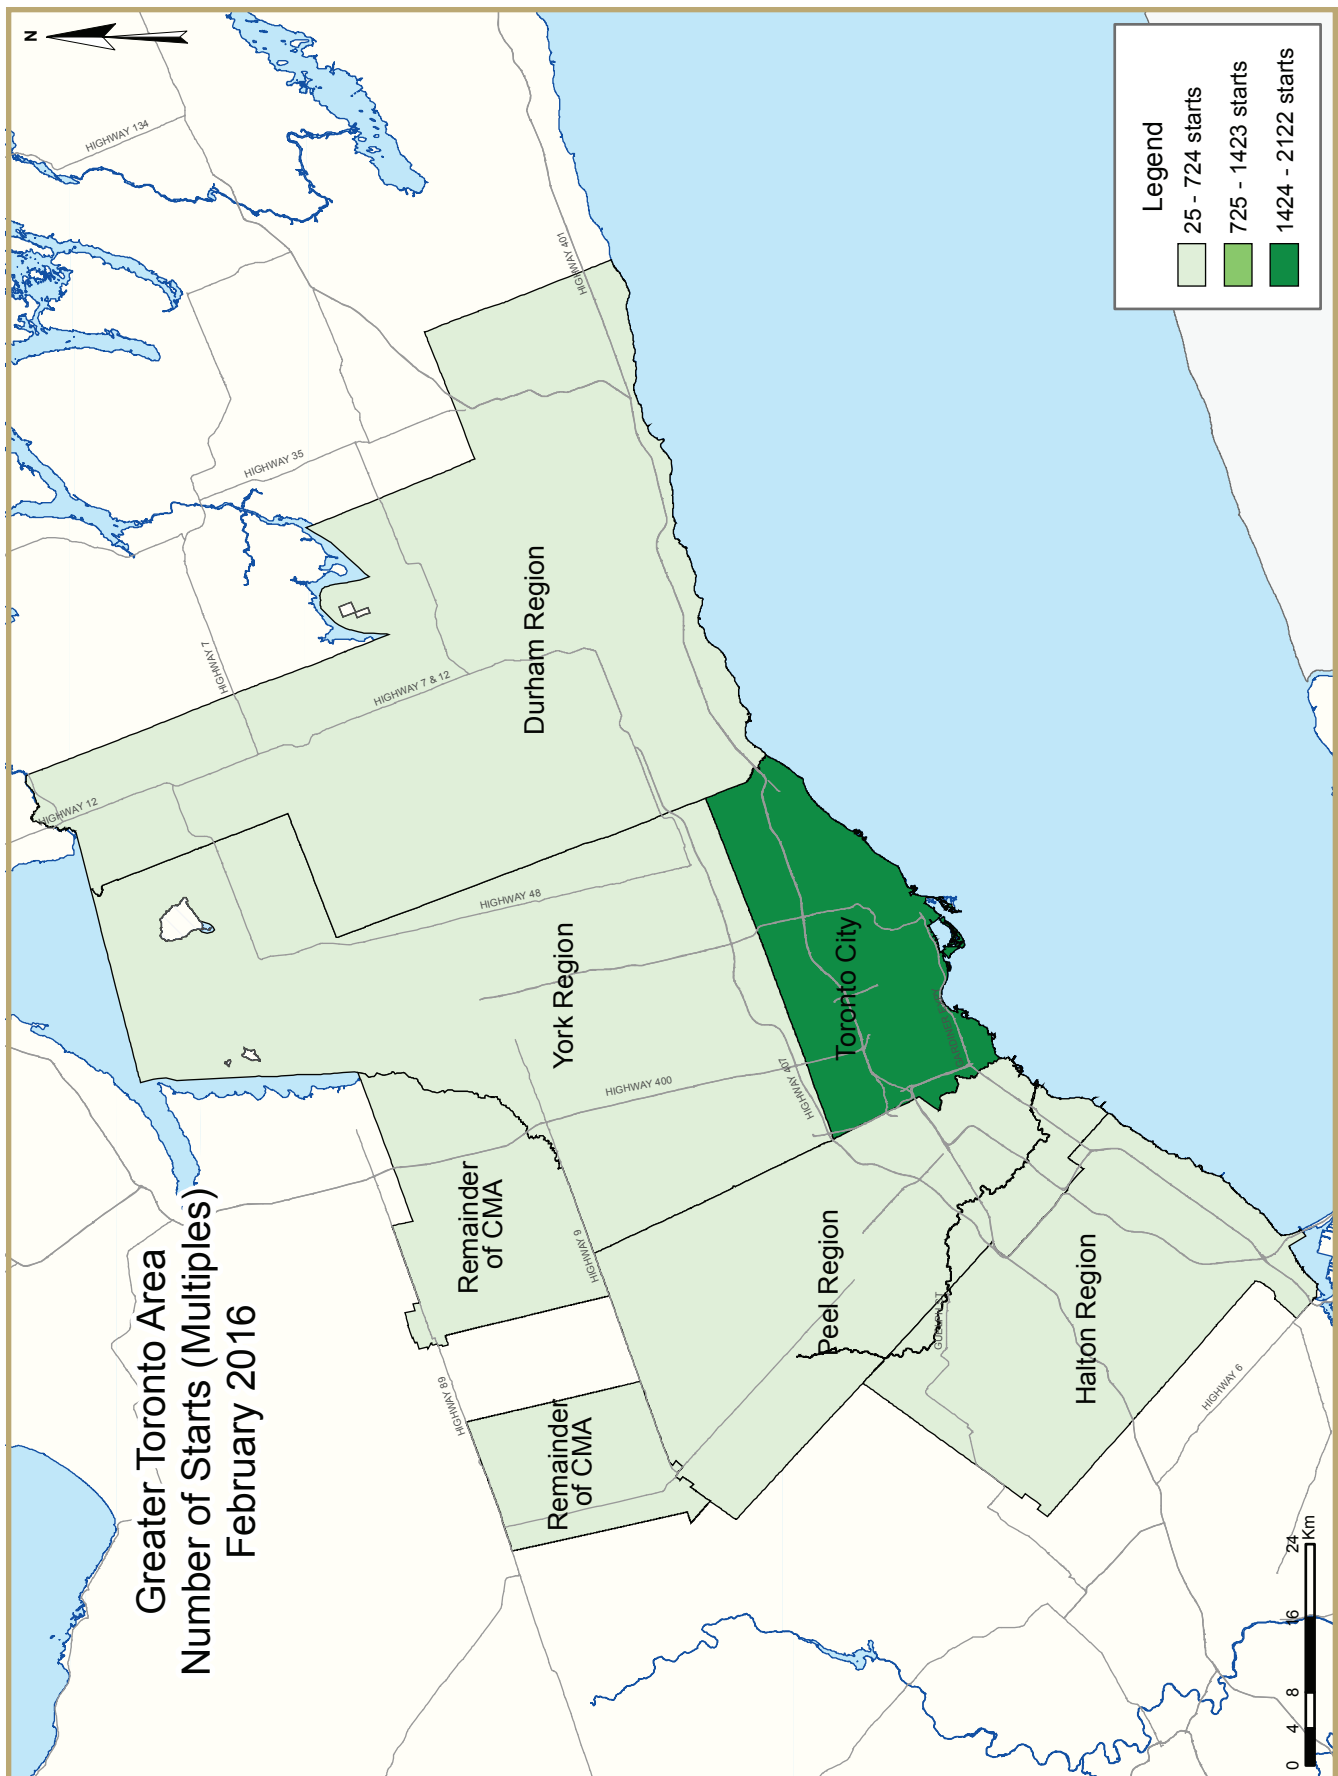 Greater Toronto Area
Number of Starts (Multiples)
February 2016
N
HIGHWAY 134
HIGHWAY 401
HIGHWAY 35
HIGHWAY 7
HIGHWAY 7 & 12
HIGHWAY 12
Durham Region
HIGHWAY 48
York Region
HIGHWAY 400
HIGHWAY 407
Toronto City
Remainder
of CMA
HIGHWAY 9
HIGHWAY 89
Remainder
of CMA
Peel Region
Halton Region
HIGHWAY 6
Legend
25 - 724 starts
725 - 1423 starts
1424 - 2122 starts
0 4 8 16 24
Km